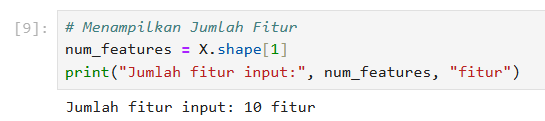 [9]:
# Menampilkan Jumlah Fitur
num_features = X.shape[1]
print("Jumlah fitur input:", num_features, "fitur")
Jumlah fitur input: 10 fitur